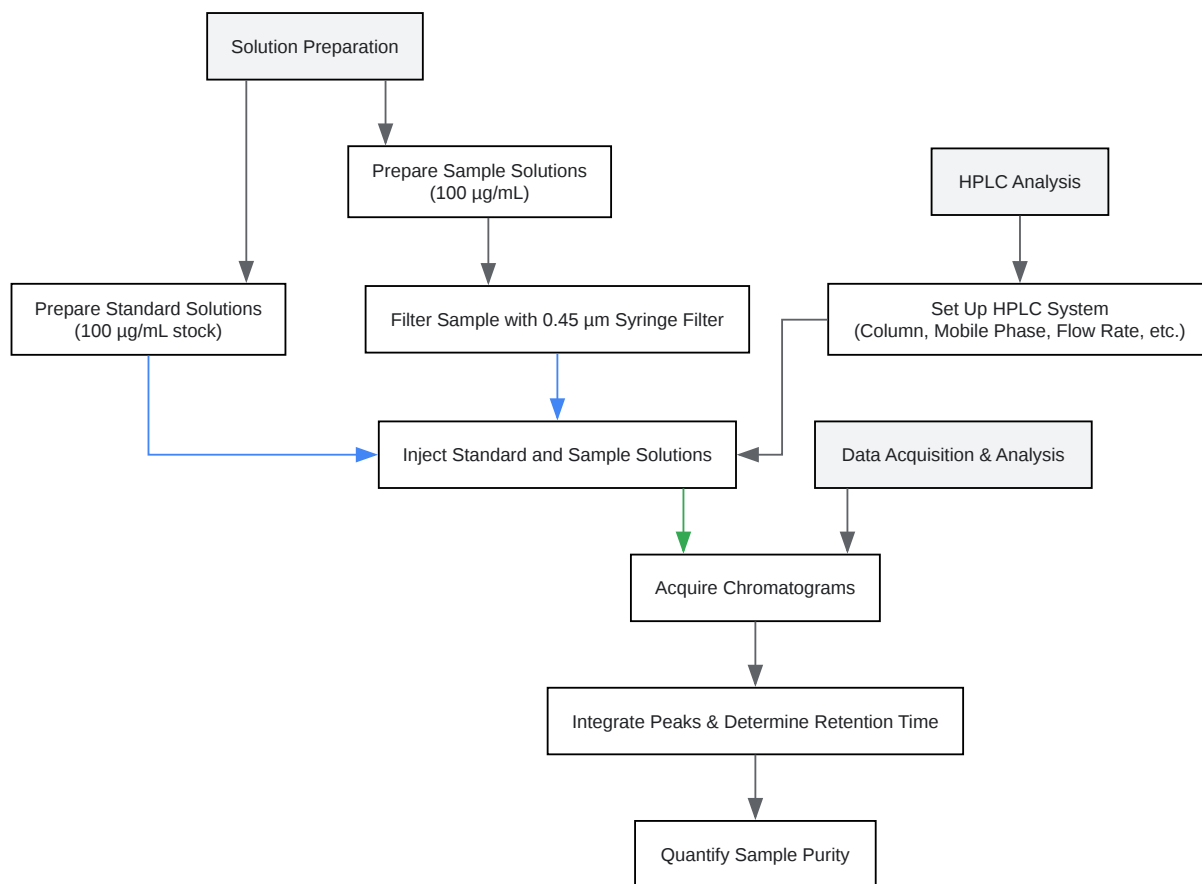 Solution Preparation
Prepare Sample Solutions
(100 µg/mL)
HPLC Analysis
Prepare Standard Solutions
(100 µg/mL stock)
Filter Sample with 0.45 µm Syringe Filter
Set Up HPLC System
(Column, Mobile Phase, Flow Rate, etc.)
Inject Standard and Sample Solutions
Data Acquisition & Analysis
Acquire Chromatograms
Integrate Peaks & Determine Retention Time
Quantify Sample Purity